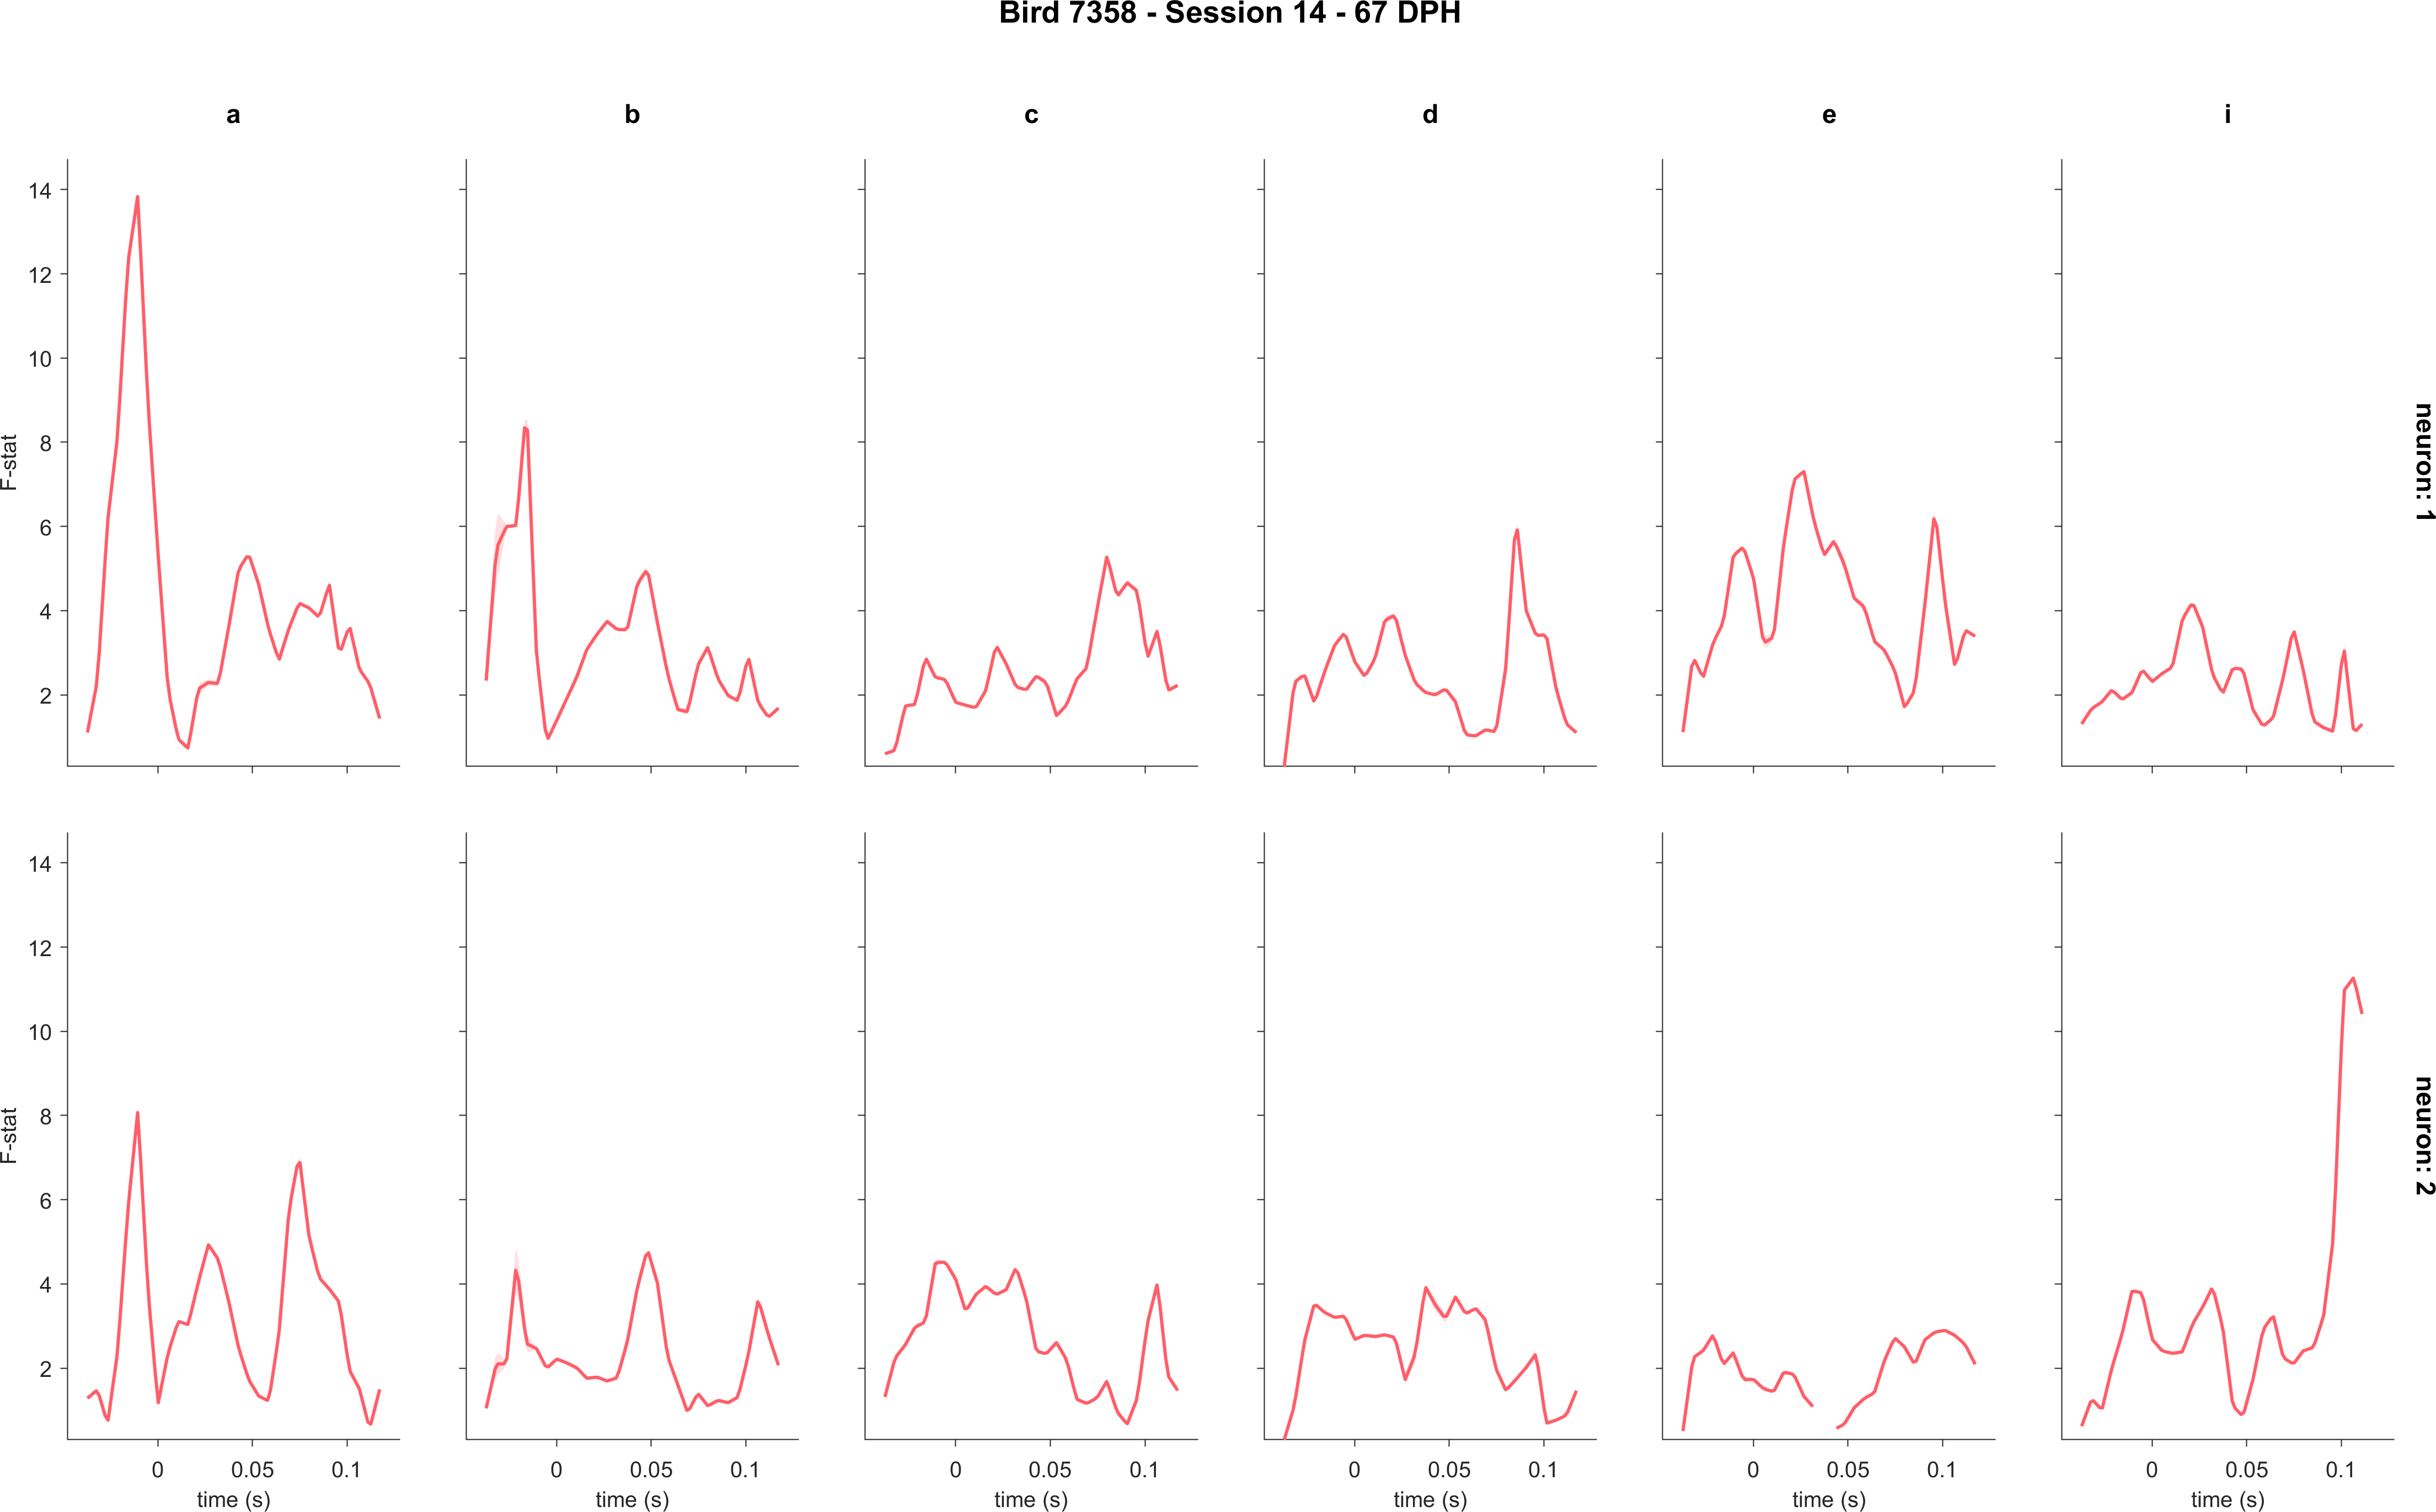 Bird 7358 - Session 14 - 67 DPH
a b c d e i
14
12
10
8
6
4
2
F-stat
neuron: 1
14
12
10
8
6
4
2
F-stat
neuron: 2
0 0.05 0.1 0 0.05 0.1 0 0.05 0.1 0 0.05 0.1 0 0.05 0.1 0 0.05 0.1
time (s) time (s) time (s) time (s) time (s) time (s)